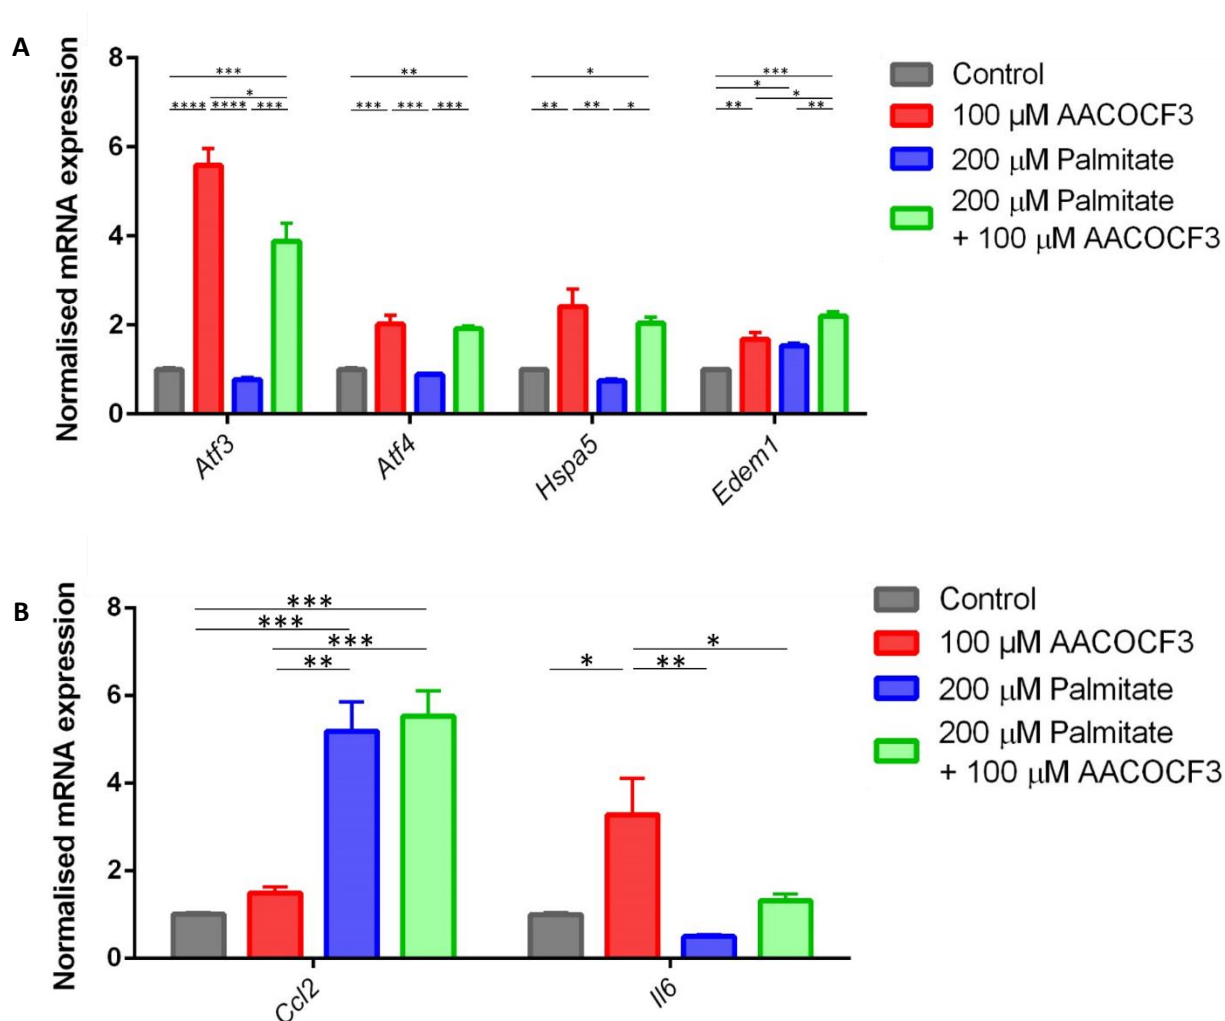 A
Normalised mRNA expression
8
6
4
2
0
***
*
**** **** ***
**
*** *** ***
*
** ** *
***
*
*
** **
Atf3
Atf4
Hspa5
Edem1
Control
100 µM AACOCF3
200 µM Palmitate
200 µM Palmitate
+ 100 µM AACOCF3
B
Normalised mRNA expression
8
6
4
2
0
***
***
***
**
*
* **
Ccl2
Il6
Control
100 µM AACOCF3
200 µM Palmitate
200 µM Palmitate
+ 100 µM AACOCF3